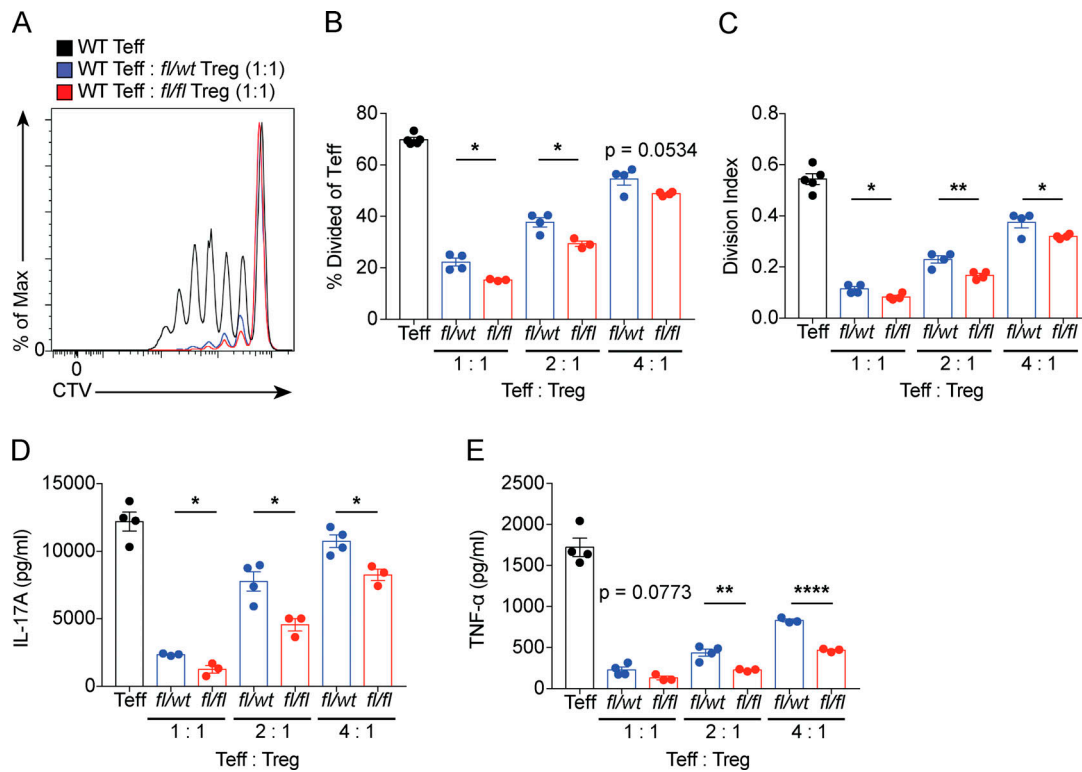 A
WT Teff
WT Teff : fl/wt Treg (1:1)
WT Teff : fl/fl Treg (1:1)
% of Max
0
0
CTV
B
% Divided of Teff
80
60
40
20
0
*
*
p = 0.0534
Teff
fl/wt
fl/fl
fl/wt
fl/fl
fl/wt
fl/fl
1 : 1
2 : 1
4 : 1
Teff : Treg
C
Division Index
0.8
0.6
0.4
0.2
0.0
*
**
*
Teff
fl/wt
fl/fl
fl/wt
fl/fl
fl/wt
fl/fl
1 : 1
2 : 1
4 : 1
Teff : Treg
D
IL-17A (pg/ml)
15000
10000
5000
0
*
*
*
Teff
fl/wt
fl/fl
fl/wt
fl/fl
fl/wt
fl/fl
1 : 1
2 : 1
4 : 1
Teff : Treg
E
TNF-α (pg/ml)
2500
2000
1500
1000
500
0
p = 0.0773
**
****
Teff
fl/wt
fl/fl
fl/wt
fl/fl
fl/wt
fl/fl
1 : 1
2 : 1
4 : 1
Teff : Treg